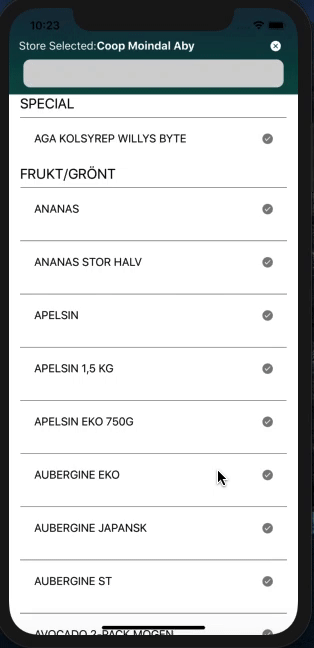 10:23
Store Selected:Coop Moindal Aby
SPECIAL
AGA KOLSYREP WILLYS BYTE
FRUKT/GRÖNT
ANANAS
ANANAS STOR HALV
APELSIN
APELSIN 1,5 KG
APELSIN EKO 750G
AUBERGINE EKO
AUBERGINE JAPANSK
AUBERGINE ST
AVOCADO 2-PACK MOGEN